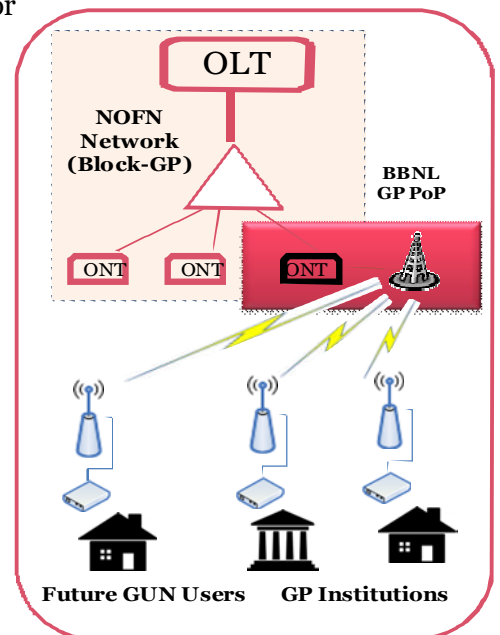 or
OLT
NOFN
Network
(Block-GP)
BBNL
GP PoP
ONT
ONT
ONT
Future GUN Users
GP Institutions